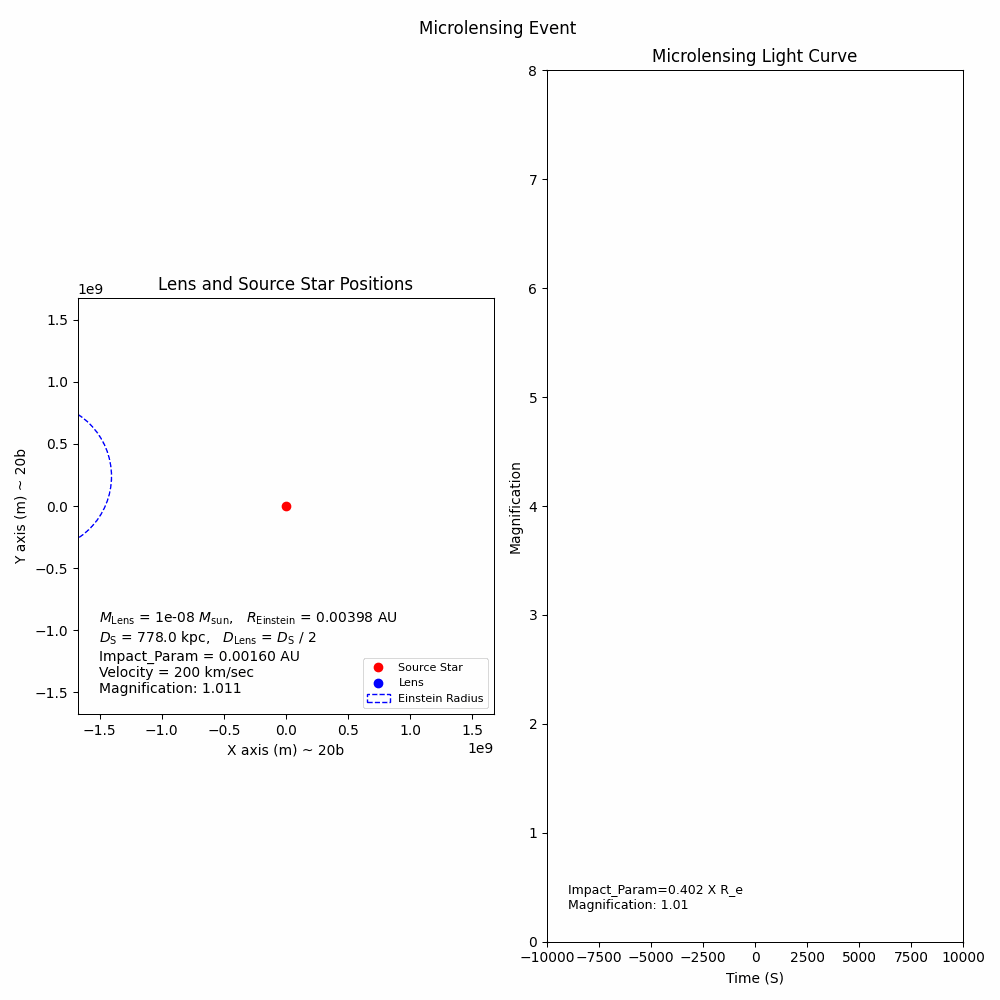 Microlensing Event
Lens and Source Star Positions
1e9
1.5
1.0
0.5
0.0
−0.5
−1.0
−1.5
Y axis (m) ~ 20b
M_Lens = 1e-08 M_sun,   R_Einstein = 0.00398 AU
D_S = 778.0 kpc,   D_Lens = D_S / 2
Impact_Param = 0.00160 AU
Velocity = 200 km/sec
Magnification: 1.011
Source Star
Lens
Einstein Radius
−1.5 −1.0 −0.5 0.0 0.5 1.0 1.5
1e9
X axis (m) ~ 20b
Microlensing Light Curve
8
7
6
5
4
3
2
1
0
Magnification
Impact_Param=0.402 X R_e
Magnification: 1.01
−10000 −7500 −5000 −2500 0 2500 5000 7500 10000
Time (S)